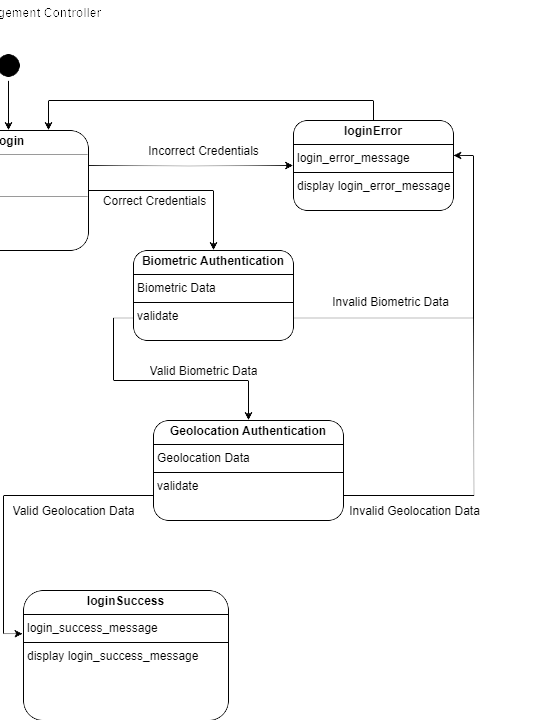 gement Controller
ogin
loginError
Incorrect Credentials
login_error_message
display login_error_message
Correct Credentials
Biometric Authentication
Biometric Data
Invalid Biometric Data
validate
Valid Biometric Data
Geolocation Authentication
Geolocation Data
validate
Valid Geolocation Data
Invalid Geolocation Data
loginSuccess
login_success_message
display login_success_message